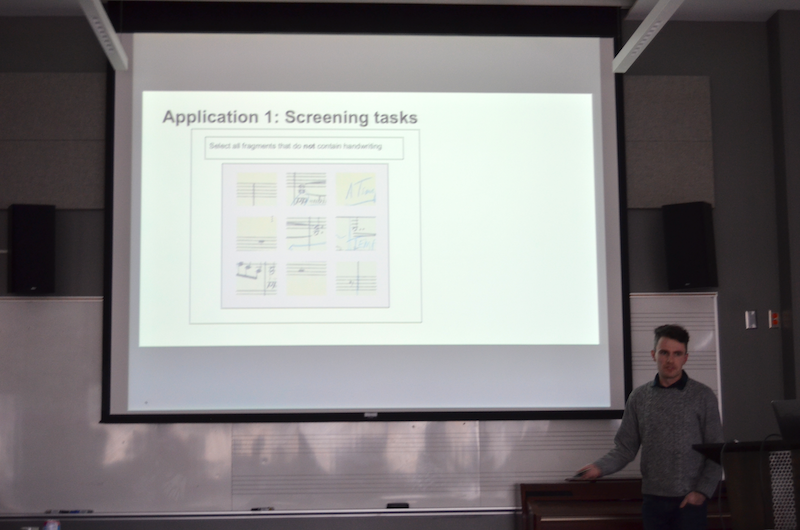 Application 1: Screening tasks
Select all fragments that do not contain handwriting